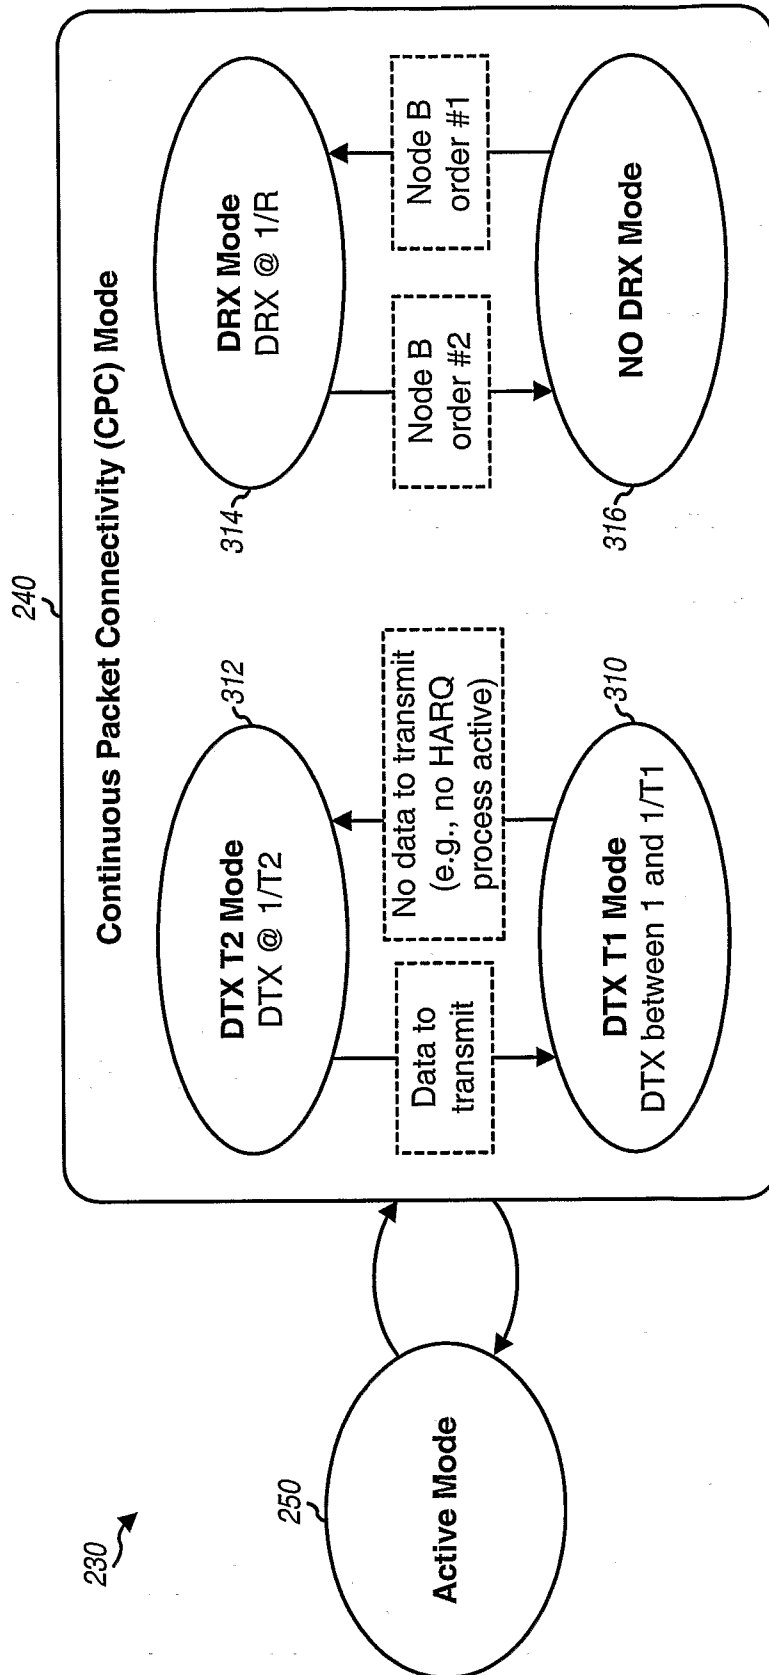 230
250
Active Mode
240
Continuous Packet Connectivity (CPC) Mode
312
DTX T2 Mode
DTX @ 1/T2
Data to
transmit
No data to transmit
(e.g., no HARQ
process active)
310
DTX T1 Mode
DTX between 1 and 1/T1
314
DRX Mode
DRX @ 1/R
Node B
order #2
Node B
order #1
316
NO DRX Mode